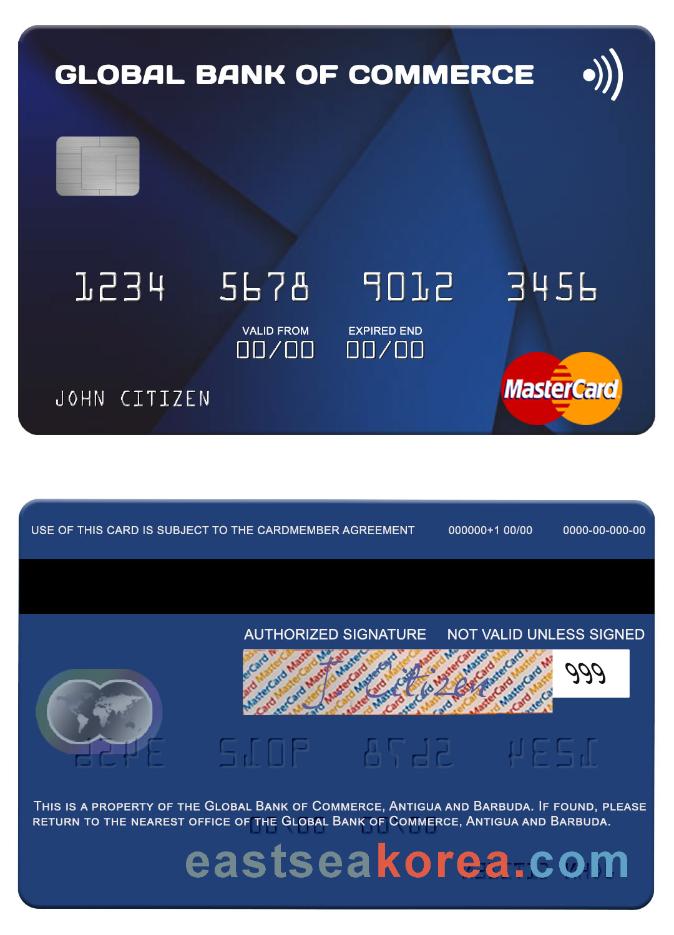 GLOBAL BANK OF COMMERCE
1234 5678 9012 3456
VALID FROM EXPIRED END
00/00 00/00
JOHN CITIZEN
MasterCard
USE OF THIS CARD IS SUBJECT TO THE CARDMEMBER AGREEMENT 000000+1 00/00 0000-00-000-00
AUTHORIZED SIGNATURE NOT VALID UNLESS SIGNED
J Citizen 999
THIS IS A PROPERTY OF THE GLOBAL BANK OF COMMERCE, ANTIGUA AND BARBUDA. IF FOUND, PLEASE
RETURN TO THE NEAREST OFFICE OF THE GLOBAL BANK OF COMMERCE, ANTIGUA AND BARBUDA.
eastseakorea.com